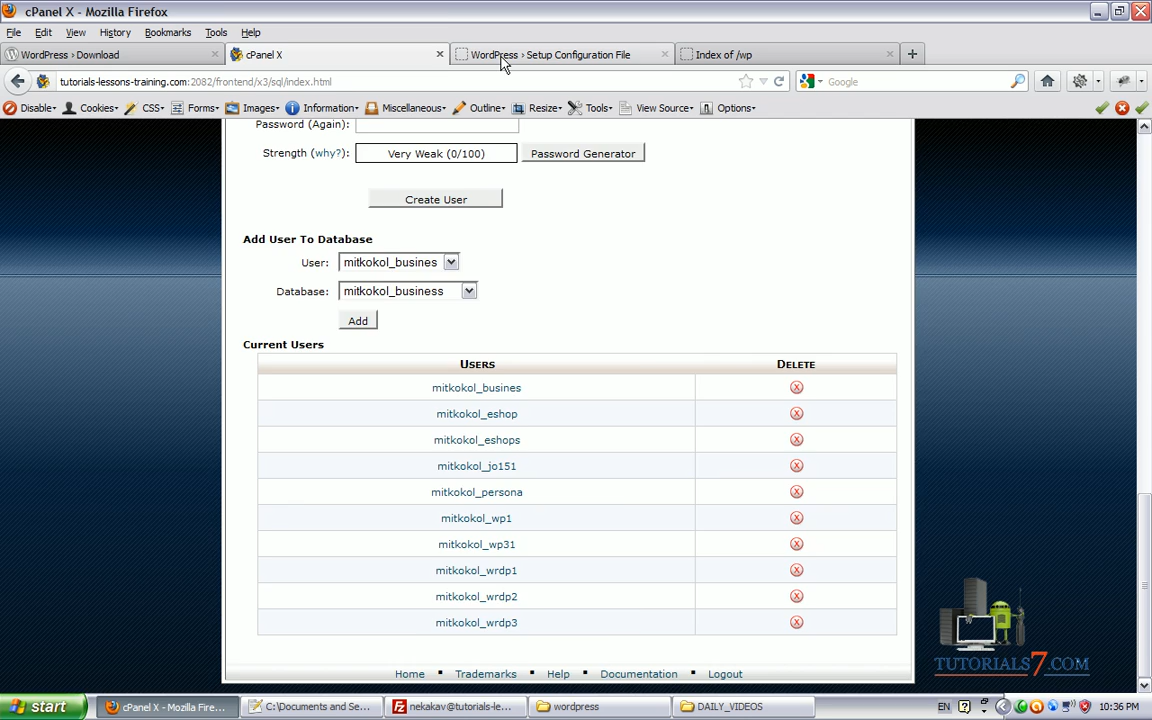 cPanel X - Mozilla Firefox
File Edit View History Bookmarks Tools Help
WordPress › Download
cPanel X
WordPress › Setup Configuration File
Index of /wp
tutorials-lessons-training.com:2082/frontend/x3/sql/index.html
Google
Disable Cookies CSS Forms Images Information Miscellaneous Outline Resize Tools View Source Options
Password (Again):
Strength (why?): Very Weak (0/100) Password Generator
Create User
Add User To Database
User: mitkokol_busines
Database: mitkokol_business
Add
Current Users
USERS DELETE
mitkokol_busines
mitkokol_eshop
mitkokol_eshops
mitkokol_jo151
mitkokol_persona
mitkokol_wp1
mitkokol_wp31
mitkokol_wrdp1
mitkokol_wrdp2
mitkokol_wrdp3
Home Trademarks Help Documentation Logout
TUTORIALS7.COM
start
cPanel X - Mozilla Fire...
C:\Documents and Se...
nekakav@tutorials-le...
wordpress
DAILY_VIDEOS
EN
10:36 PM